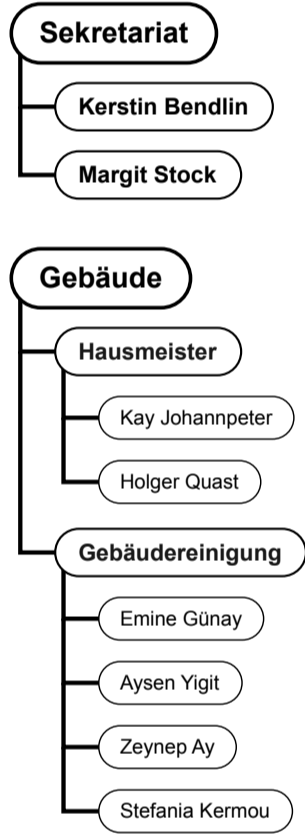 Sekretariat
Kerstin Bendlin
Margit Stock
Gebäude
Hausmeister
Kay Johannpeter
Holger Quast
Gebäudereinigung
Emine Günay
Aysen Yigit
Zeynep Ay
Stefania Kermou